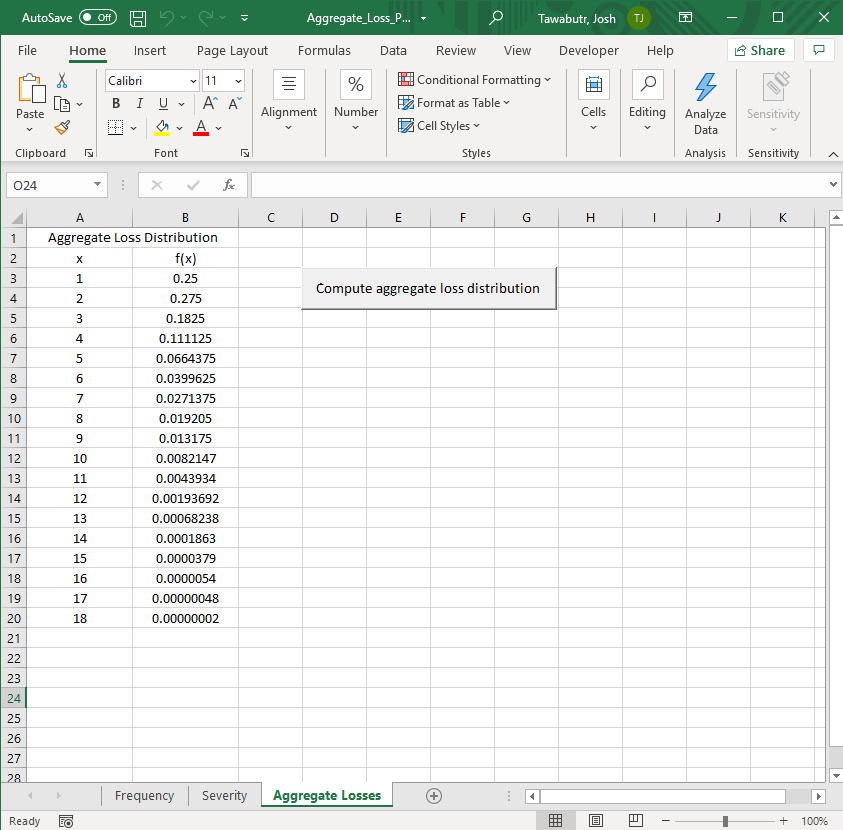 AutoSave Off Aggregate_Loss_P... Tawabutr, Josh TJ
File Home Insert Page Layout Formulas Data Review View Developer Help Share
Calibri 11
Conditional Formatting
Paste B I U A A Alignment % Number Format as Table Cells Editing Analyze Data Sensitivity
A Cell Styles
Clipboard Font Styles Analysis Sensitivity
O24 fx
A B C D E F G H I J K
1 Aggregate Loss Distribution
2 x f(x)
3 1 0.25
Compute aggregate loss distribution
4 2 0.275
5 3 0.1825
6 4 0.111125
7 5 0.0664375
8 6 0.0399625
9 7 0.0271375
10 8 0.019205
11 9 0.013175
12 10 0.0082147
13 11 0.0043934
14 12 0.00193692
15 13 0.00068238
16 14 0.0001863
17 15 0.0000379
18 16 0.0000054
19 17 0.00000048
20 18 0.00000002
21
22
23
24
25
26
27
28
Frequency Severity Aggregate Losses
Ready 100%